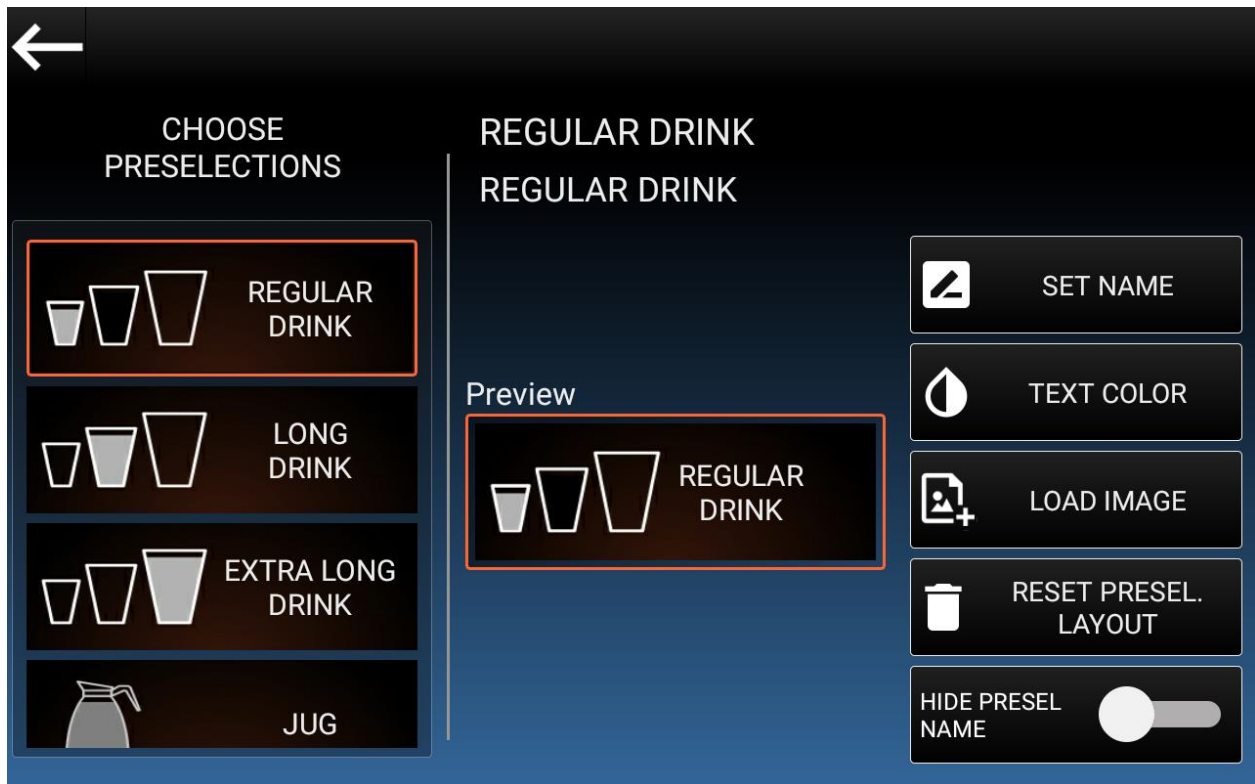 CHOOSE
PRESELECTIONS
REGULAR
DRINK
LONG
DRINK
EXTRA LONG
DRINK
JUG
REGULAR DRINK
REGULAR DRINK
Preview
REGULAR
DRINK
SET NAME
TEXT COLOR
LOAD IMAGE
RESET PRESEL.
LAYOUT
HIDE PRESEL
NAME